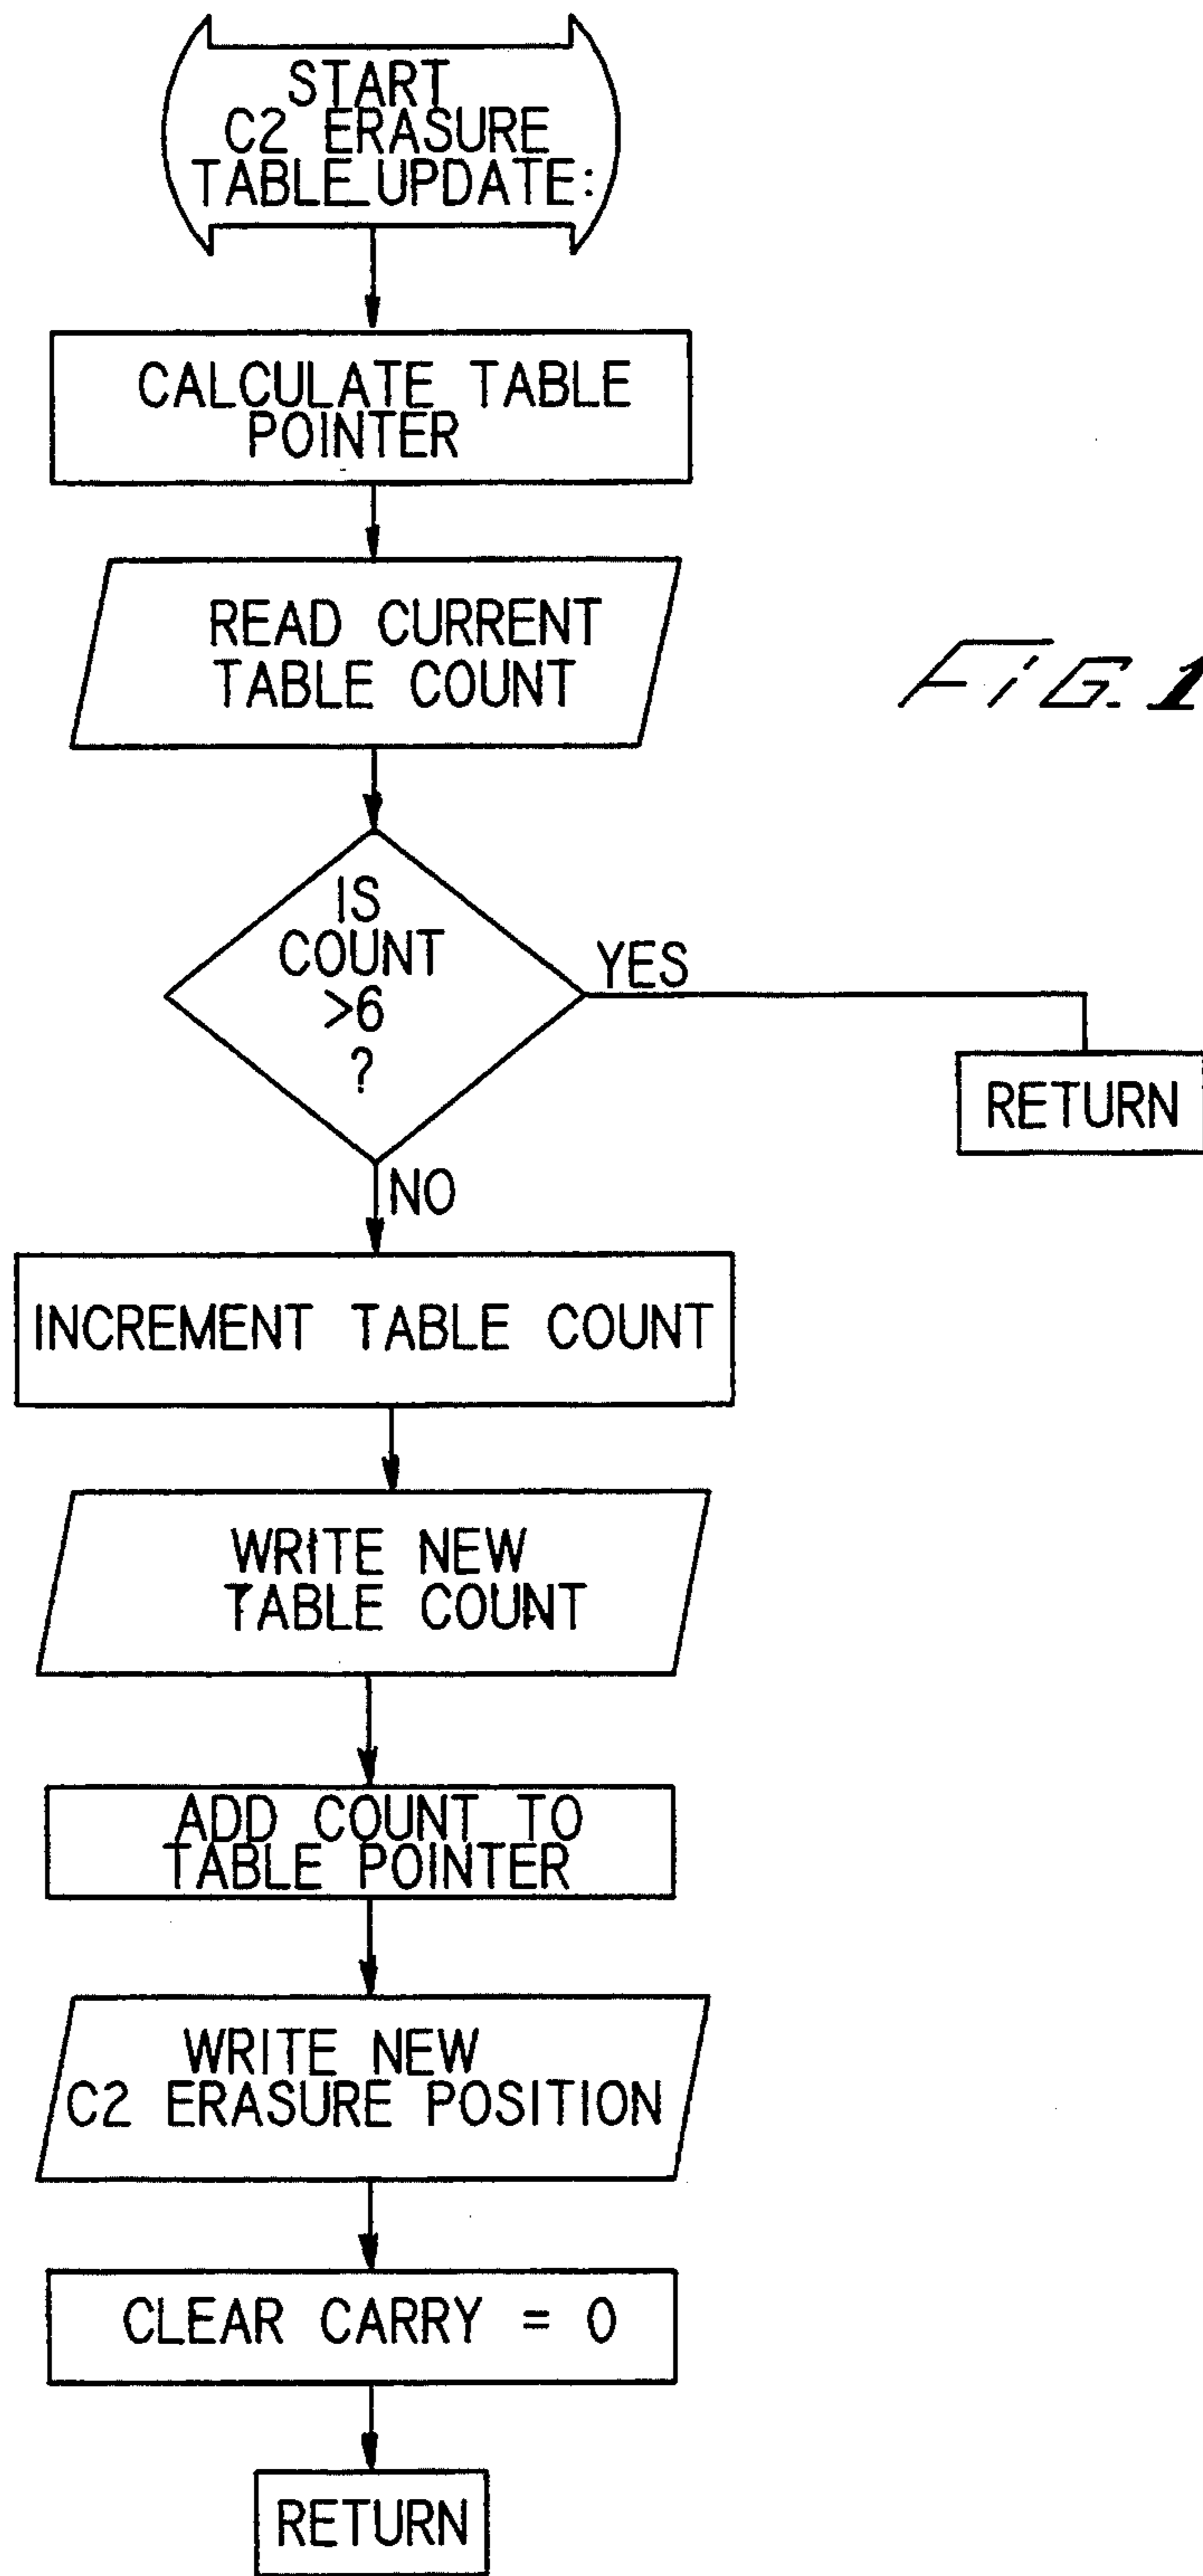 START
C2 ERASURE
TABLE_UPDATE:
CALCULATE TABLE
POINTER
READ CURRENT
TABLE COUNT
FIG. 1
IS
COUNT
>6
?
YES
RETURN
NO
INCREMENT TABLE COUNT
WRITE NEW
TABLE COUNT
ADD COUNT TO
TABLE POINTER
WRITE NEW
C2 ERASURE POSITION
CLEAR CARRY = 0
RETURN